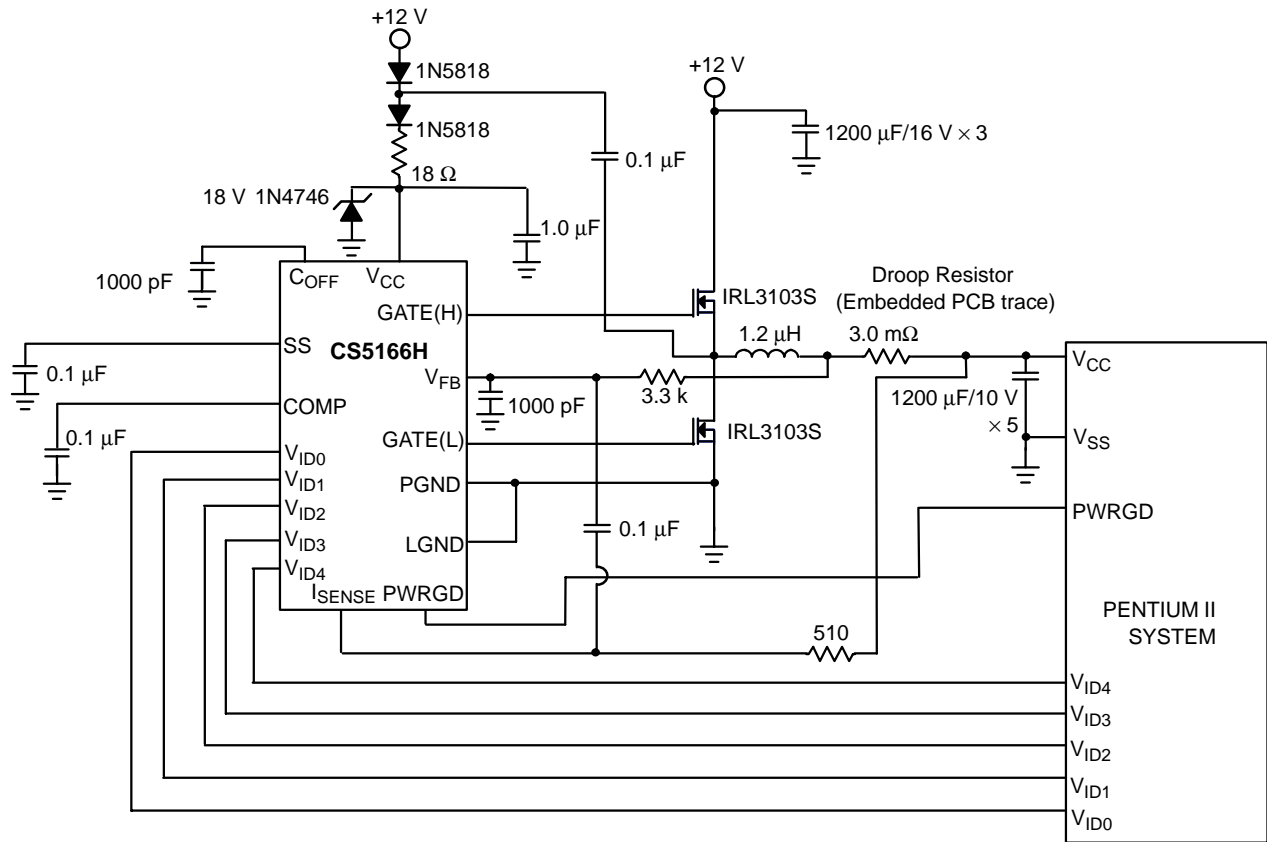 +12 V
1N5818
+12 V
1N5818
1200 μF/16 V × 3
0.1 μF
18 Ω
18 V 1N4746
1.0 μF
1000 pF
COFF
VCC
Droop Resistor
(Embedded PCB trace)
IRL3103S
GATE(H)
1.2 μH
3.0 mΩ
SS
CS5166H
VCC
0.1 μF
VFB
1000 pF
3.3 k
1200 μF/10 V
× 5
COMP
0.1 μF
GATE(L)
IRL3103S
VSS
VID0
VID1
PGND
VID2
PWRGD
0.1 μF
VID3
LGND
VID4
ISENSE
PWRGD
PENTIUM II
SYSTEM
510
VID4
VID3
VID2
VID1
VID0